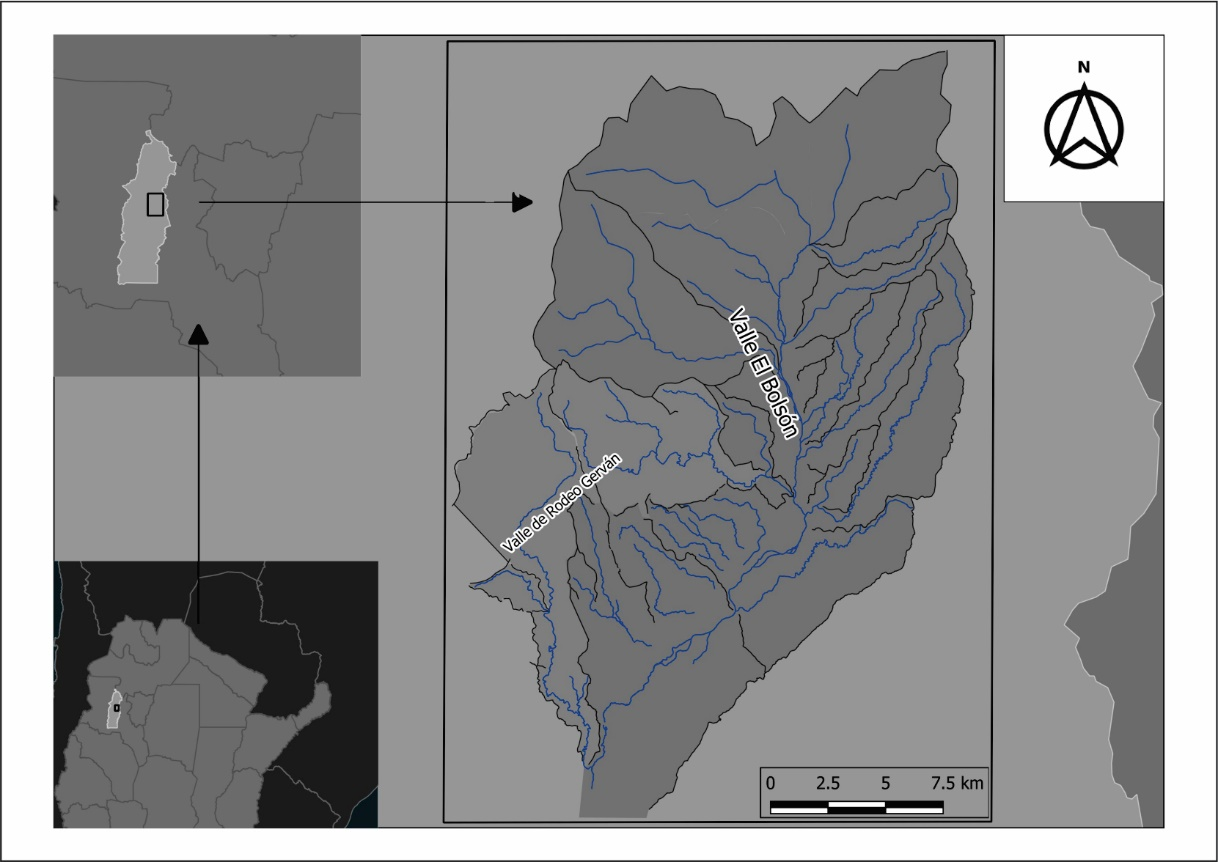 N
Valle El Bolsón
Valle de Rodeo Gerván
0 2.5 5 7.5 km